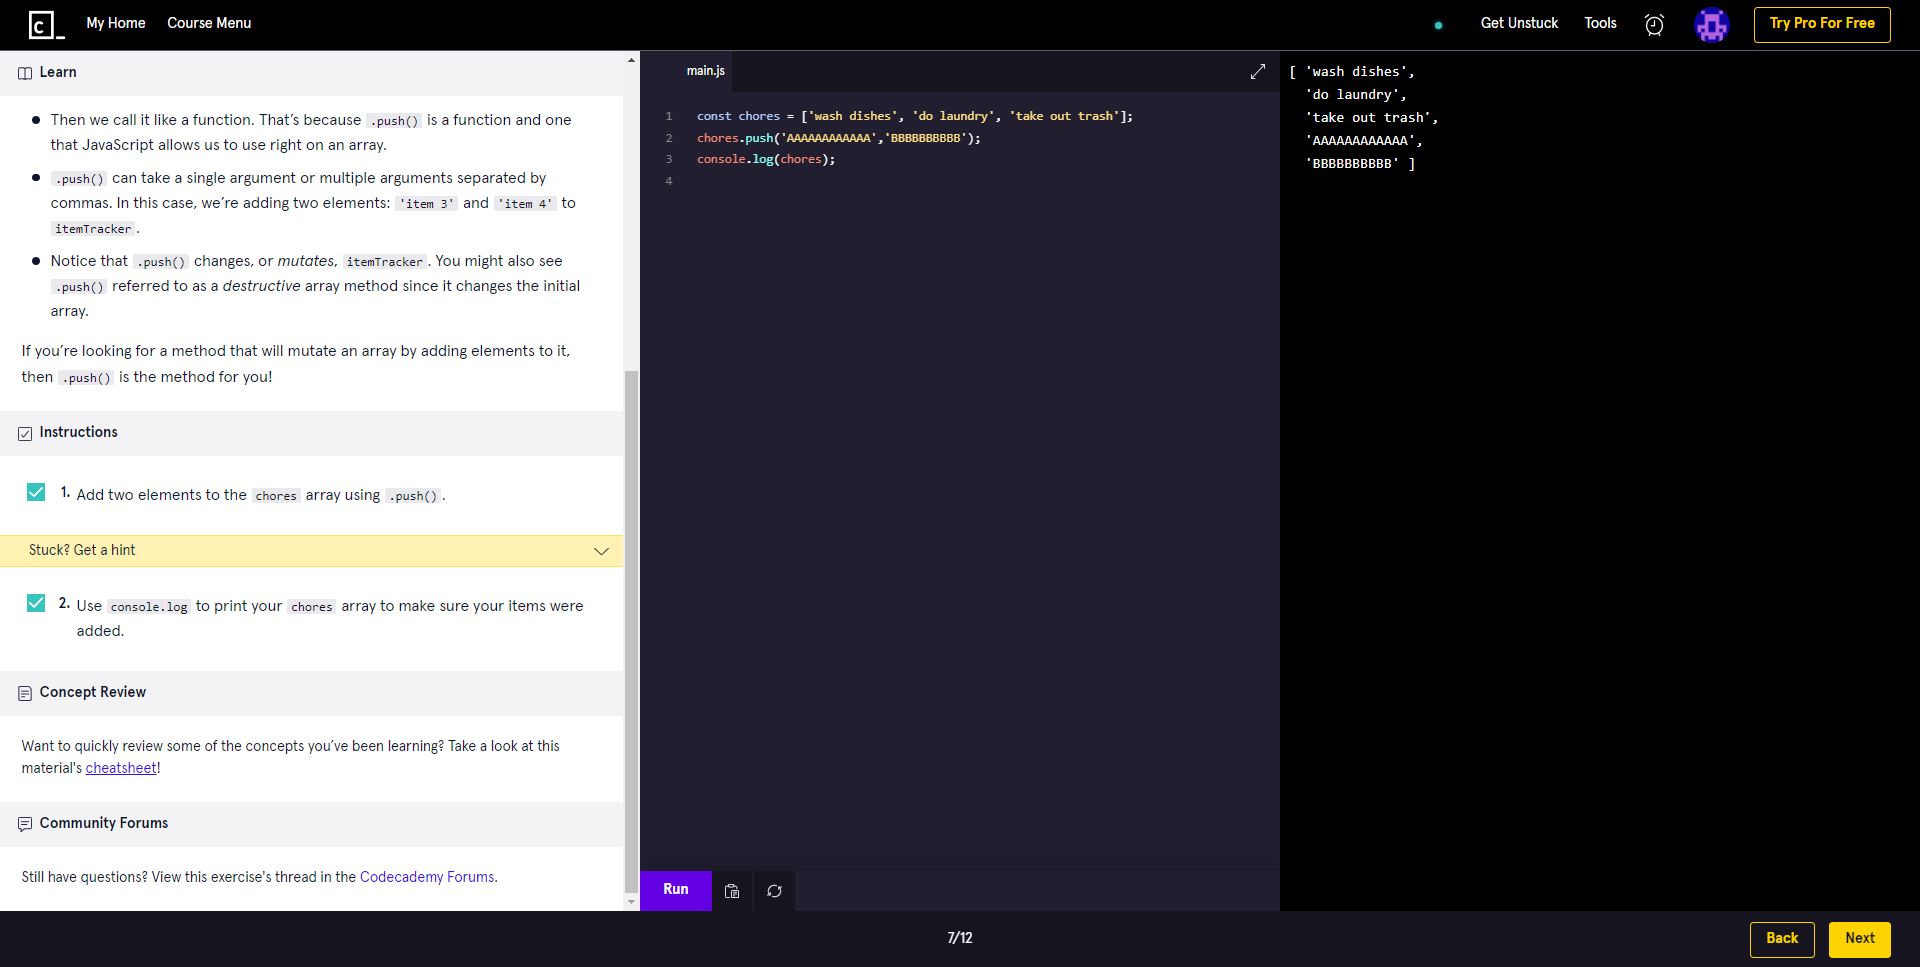 C_ My Home Course Menu Get Unstuck Tools Try Pro For Free
Learn
Then we call it like a function. That’s because .push() is a function and one
that JavaScript allows us to use right on an array.
.push() can take a single argument or multiple arguments separated by
commas. In this case, we’re adding two elements: 'item 3' and 'item 4' to
itemTracker.
Notice that .push() changes, or mutates, itemTracker. You might also see
.push() referred to as a destructive array method since it changes the initial
array.
If you’re looking for a method that will mutate an array by adding elements to it,
then .push() is the method for you!
Instructions
1. Add two elements to the chores array using .push().
Stuck? Get a hint
2. Use console.log to print your chores array to make sure your items were
added.
Concept Review
Want to quickly review some of the concepts you’ve been learning? Take a look at this
material's cheatsheet!
Community Forums
Still have questions? View this exercise's thread in the Codecademy Forums.
main.js
1 const chores = ['wash dishes', 'do laundry', 'take out trash'];
2 chores.push('AAAAAAAAAAAA','BBBBBBBBBB');
3 console.log(chores);
4
Run
[ 'wash dishes',
'do laundry',
'take out trash',
'AAAAAAAAAAAA',
'BBBBBBBBBB' ]
7/12
Back Next